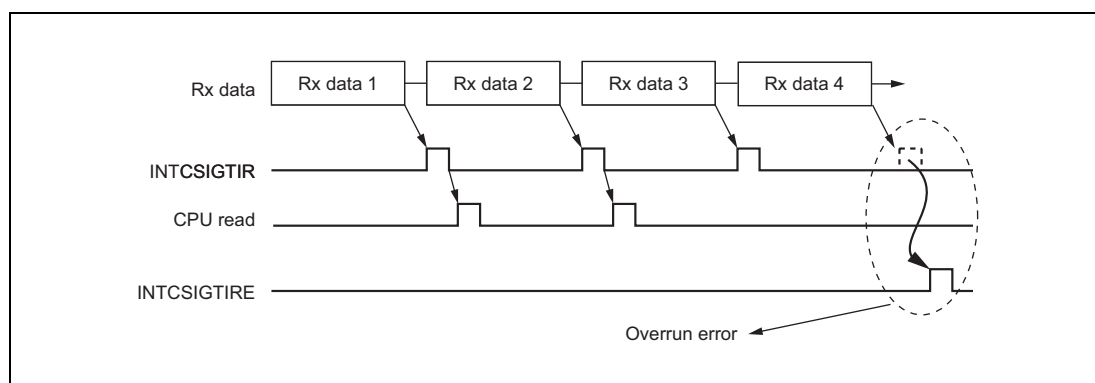 Rx data
Rx data 1
Rx data 2
Rx data 3
Rx data 4
INTCSIGTIR
CPU read
INTCSIGTIRE
Overrun error